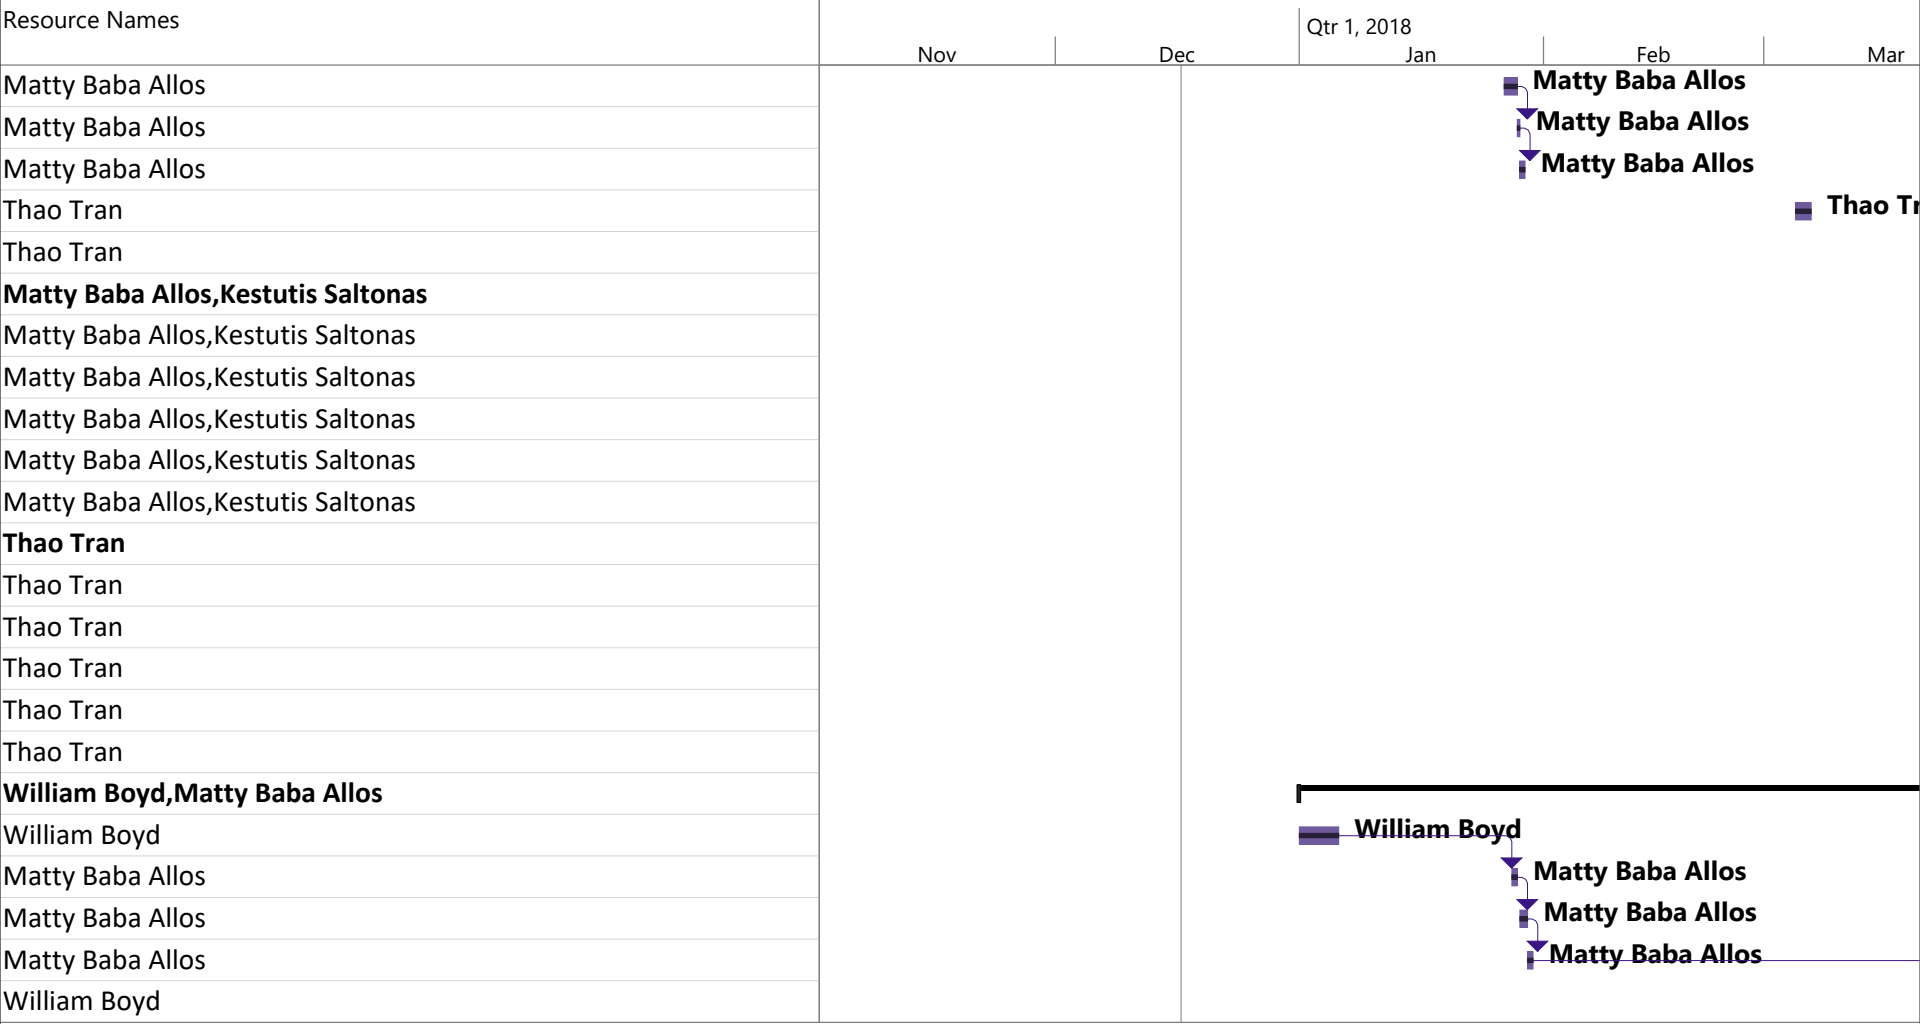 Resource Names
Qtr 1, 2018
Nov Dec Jan Feb Mar
Matty Baba Allos Matty Baba Allos
Matty Baba Allos Matty Baba Allos
Matty Baba Allos Matty Baba Allos
Thao Tran Thao Tr
Thao Tran
Matty Baba Allos,Kestutis Saltonas
Matty Baba Allos,Kestutis Saltonas
Matty Baba Allos,Kestutis Saltonas
Matty Baba Allos,Kestutis Saltonas
Matty Baba Allos,Kestutis Saltonas
Matty Baba Allos,Kestutis Saltonas
Thao Tran
Thao Tran
Thao Tran
Thao Tran
Thao Tran
Thao Tran
William Boyd,Matty Baba Allos
William Boyd William Boyd
Matty Baba Allos Matty Baba Allos
Matty Baba Allos Matty Baba Allos
Matty Baba Allos Matty Baba Allos
William Boyd